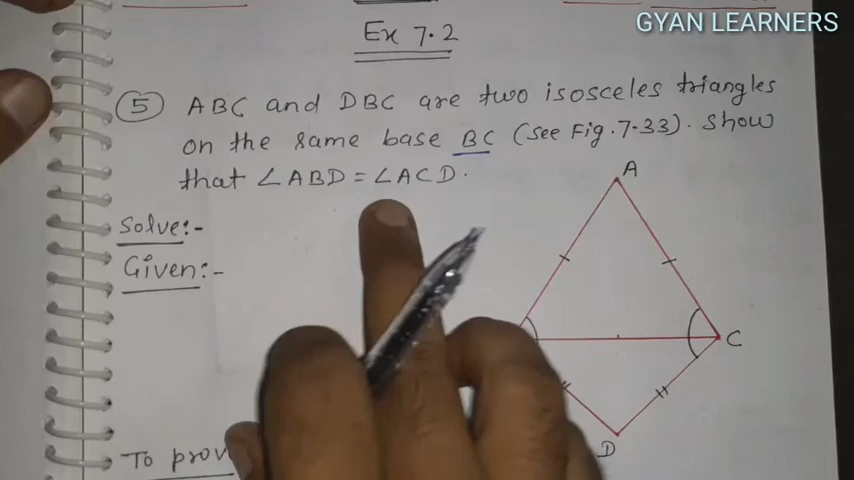 GYAN LEARNERS
Ex 7.2
5 ABC and DBC are two isosceles triangles
on the same base BC (See Fig. 7.33). Show
that ∠ABD = ∠ACD.
A
Solve:-
Given:-
C
D
To prov